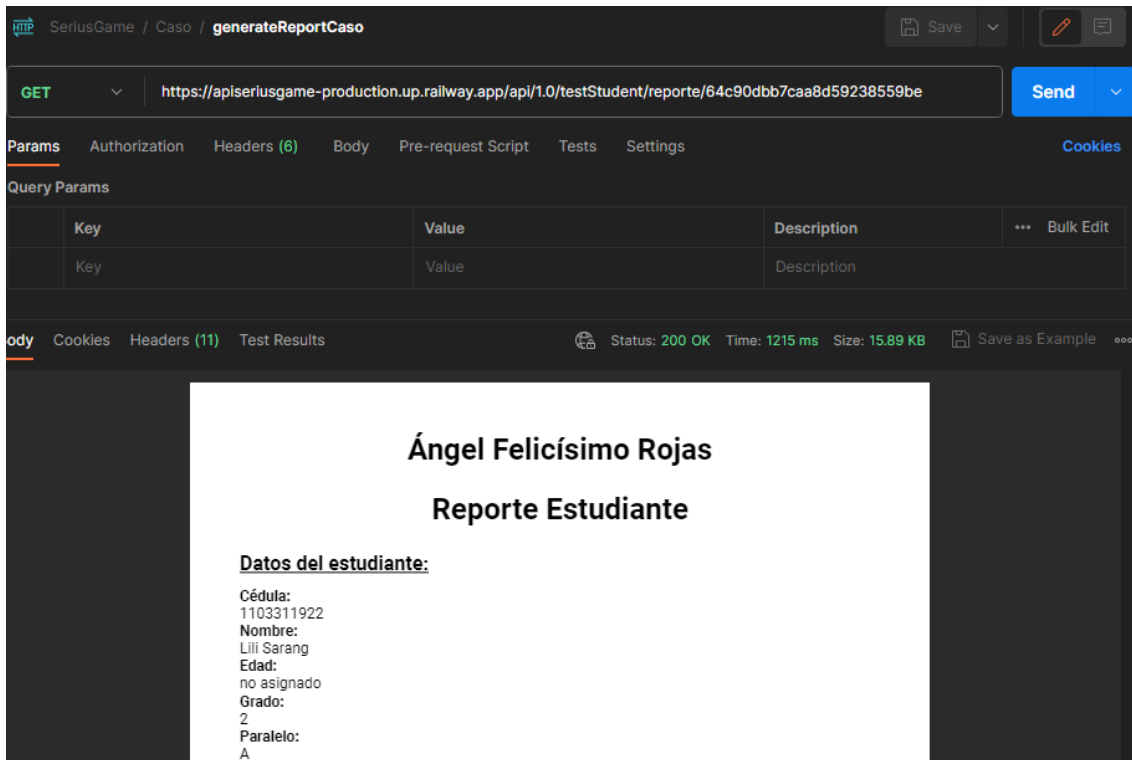 HTTP SeriusGame / Caso / generateReportCaso Save
GET https://apiseriusgame-production.up.railway.app/api/1.0/testStudent/reporte/64c90dbb7caa8d59238559be Send
Params Authorization Headers (6) Body Pre-request Script Tests Settings Cookies
Query Params
Key Value Description ••• Bulk Edit
Key Value Description
ody Cookies Headers (11) Test Results Status: 200 OK Time: 1215 ms Size: 15.89 KB Save as Example
Ángel Felicísimo Rojas
Reporte Estudiante
Datos del estudiante:
Cédula:
1103311922
Nombre:
Lili Sarang
Edad:
no asignado
Grado:
2
Paralelo:
A